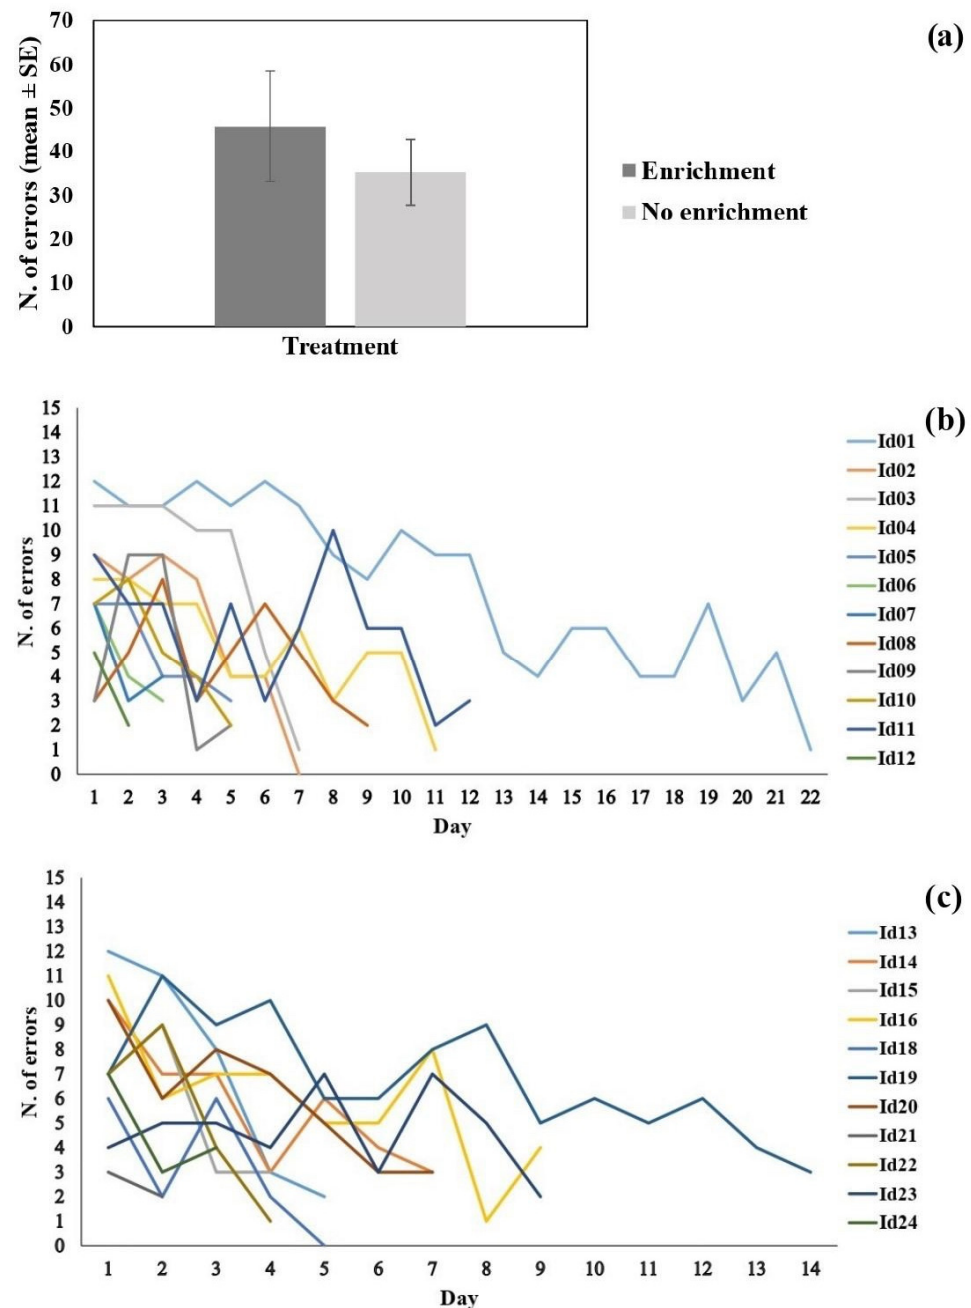 (a)
N. of errors (mean ± SE)
70
60
50
40
30
20
10
0
Treatment
Enrichment
No enrichment
(b)
N. of errors
15
14
13
12
11
10
9
8
7
6
5
4
3
2
1
0
1 2 3 4 5 6 7 8 9 10 11 12 13 14 15 16 17 18 19 20 21 22
Day
Id01
Id02
Id03
Id04
Id05
Id06
Id07
Id08
Id09
Id10
Id11
Id12
(c)
N. of errors
15
14
13
12
11
10
9
8
7
6
5
4
3
2
1
0
1 2 3 4 5 6 7 8 9 10 11 12 13 14
Day
Id13
Id14
Id15
Id16
Id18
Id19
Id20
Id21
Id22
Id23
Id24